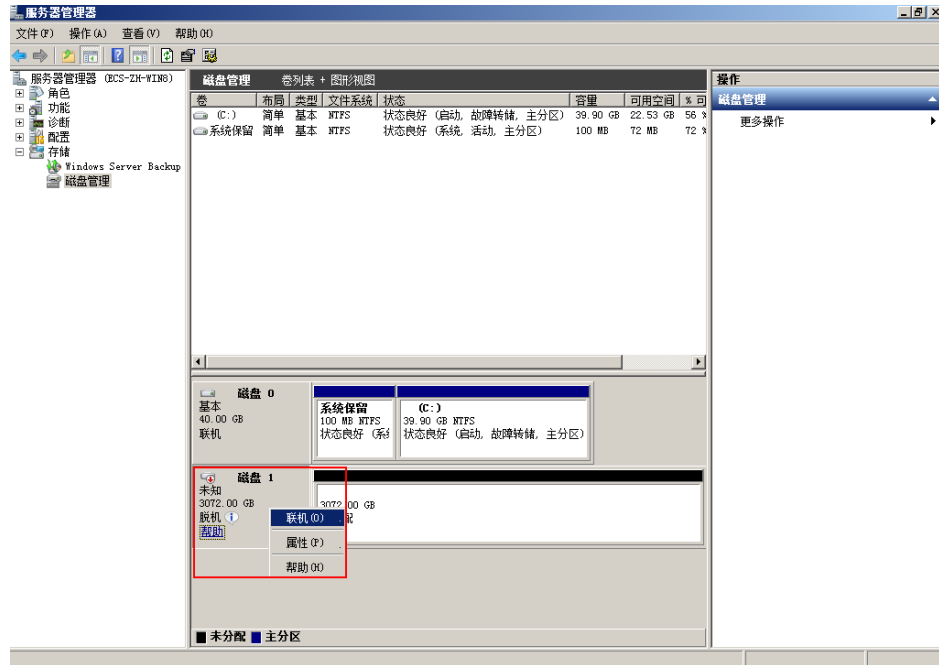 服务器管理器
文件(F) 操作(A) 查看(V) 帮助(H)
服务器管理器 (ECS-ZH-WIN8)
角色
功能
诊断
配置
存储
Windows Server Backup
磁盘管理
磁盘管理 卷列表 + 图形视图
卷 布局 类型 文件系统 状态 容量 可用空间 % 可
(C:) 简单 基本 NTFS 状态良好 (启动, 故障转储, 主分区) 39.90 GB 22.53 GB 56 %
系统保留 简单 基本 NTFS 状态良好 (系统, 活动, 主分区) 100 MB 72 MB 72 %
磁盘 0
基本
40.00 GB
联机
系统保留
100 MB NTFS
状态良好 (系
(C:)
39.90 GB NTFS
状态良好 (启动, 故障转储, 主分区)
磁盘 1
未知
3072.00 GB
脱机
帮助
3072.00 GB
联机(O)
属性(P)
帮助(H)
未分配 主分区
操作
磁盘管理
更多操作